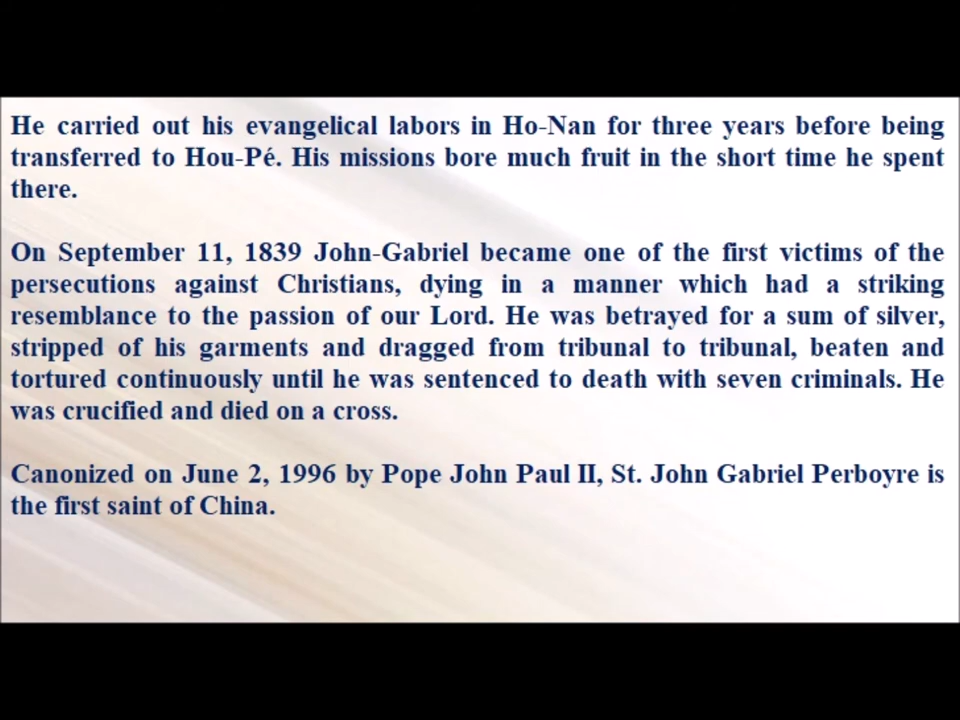 He carried out his evangelical labors in Ho-Nan for three years before being
transferred to Hou-Pé. His missions bore much fruit in the short time he spent
there.
On September 11, 1839 John-Gabriel became one of the first victims of the
persecutions against Christians, dying in a manner which had a striking
resemblance to the passion of our Lord. He was betrayed for a sum of silver,
stripped of his garments and dragged from tribunal to tribunal, beaten and
tortured continuously until he was sentenced to death with seven criminals. He
was crucified and died on a cross.
Canonized on June 2, 1996 by Pope John Paul II, St. John Gabriel Perboyre is
the first saint of China.